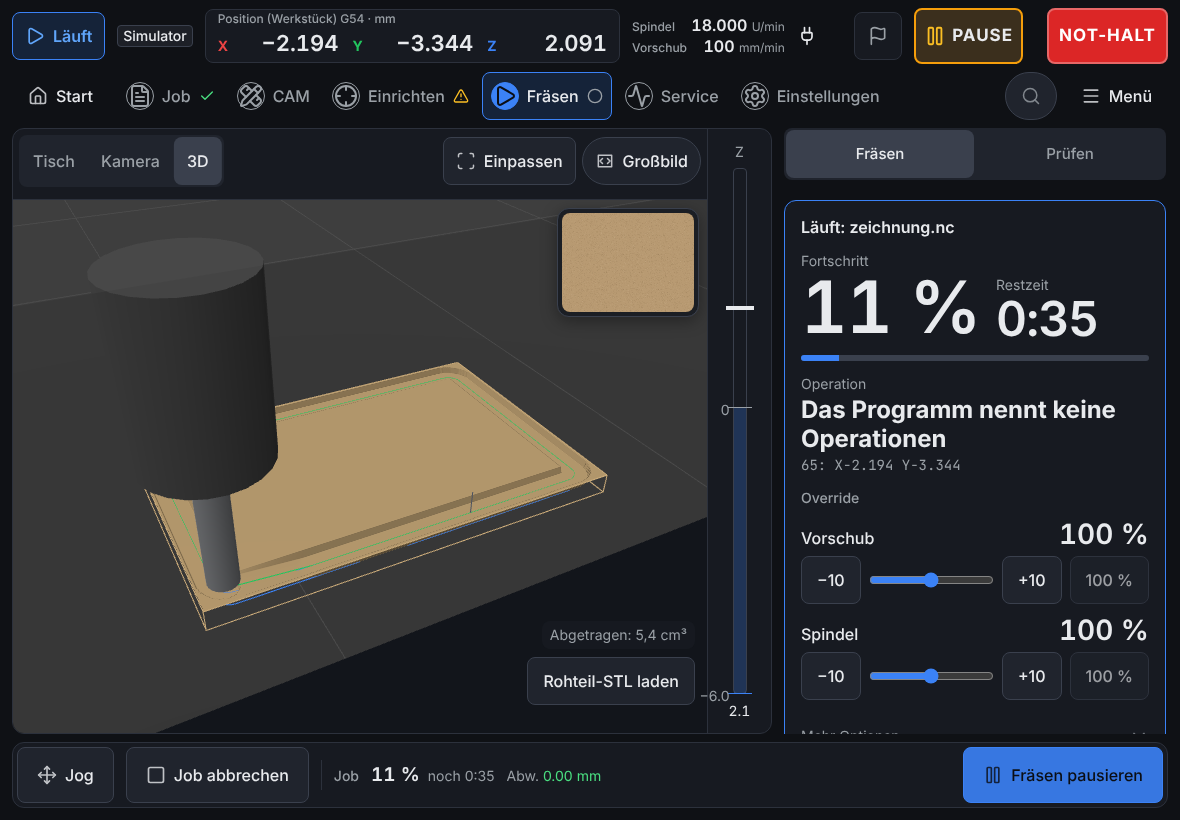 Läuft
Simulator
Position (Werkstück) G54 · mm
X −2.194 Y −3.344 Z 2.091
Spindel 18.000 U/min
Vorschub 100 mm/min
PAUSE
NOT-HALT
Start
Job
CAM
Einrichten
Fräsen
Service
Einstellungen
Menü
Tisch
Kamera
3D
Einpassen
Großbild
Z
0
−6.0
2.1
Abgetragen: 5,4 cm³
Rohteil-STL laden
Fräsen
Prüfen
Läuft: zeichnung.nc
Fortschritt
11 %
Restzeit
0:35
Operation
Das Programm nennt keine
Operationen
65: X-2.194 Y-3.344
Override
Vorschub 100 %
−10 +10 100 %
Spindel 100 %
−10 +10 100 %
Mehr Optionen
Jog
Job abbrechen
Job 11 % noch 0:35 Abw. 0.00 mm
Fräsen pausieren